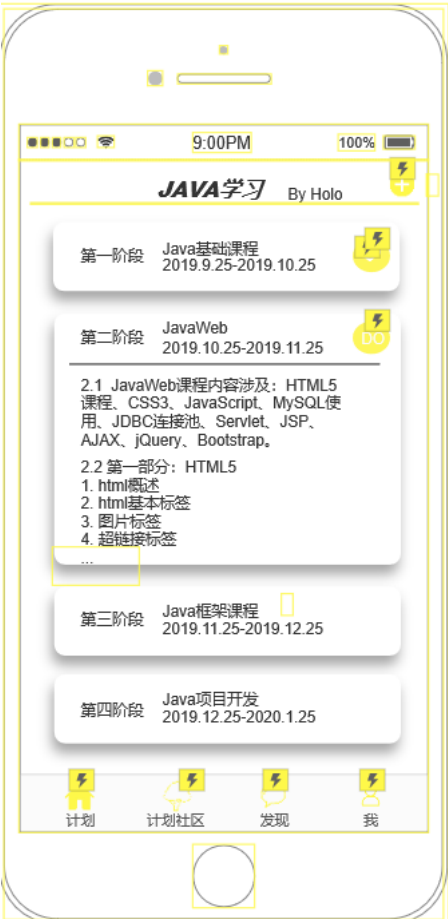 9:00PM 100%
JAVA学习 By Holo
第一阶段 Java基础课程
2019.9.25-2019.10.25
第二阶段 JavaWeb
2019.10.25-2019.11.25
DO
2.1 JavaWeb课程内容涉及：HTML5
课程、CSS3、JavaScript、MySQL使
用、JDBC连接池、Servlet、JSP、
AJAX、jQuery、Bootstrap。
2.2 第一部分：HTML5
1. html概述
2. html基本标签
3. 图片标签
4. 超链接标签
...
第三阶段 Java框架课程
2019.11.25-2019.12.25
第四阶段 Java项目开发
2019.12.25-2020.1.25
计划 计划社区 发现 我